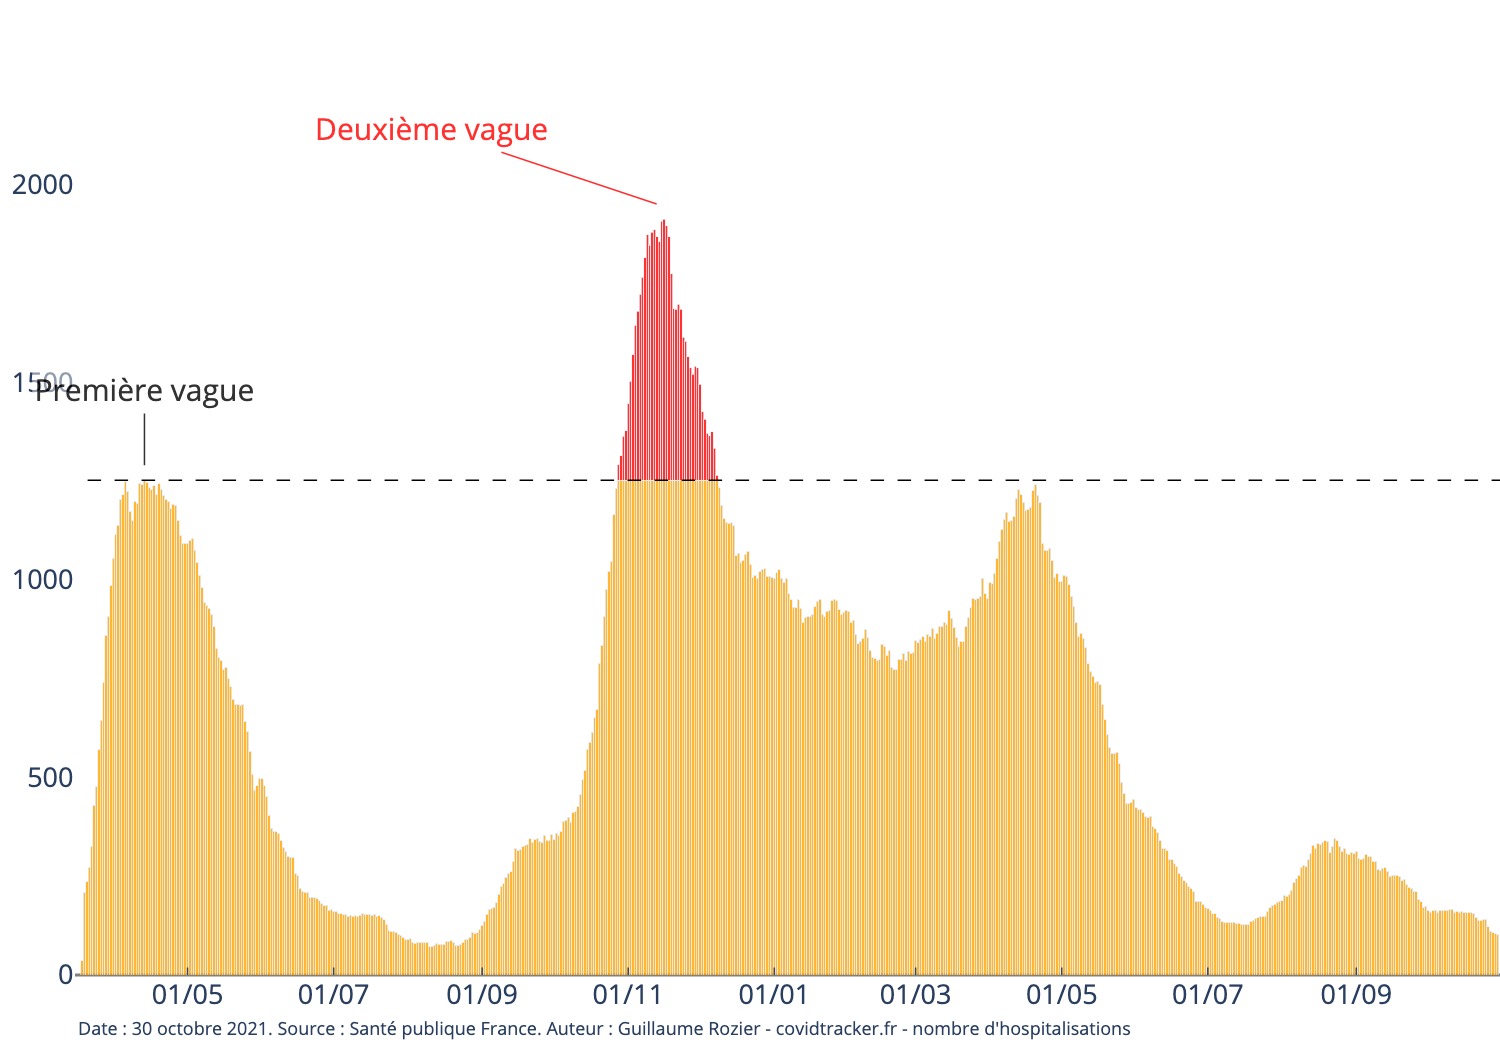 Deuxième vague
2000
1500
Première vague
1000
500
0
01/05 01/07 01/09 01/11 01/01 01/03 01/05 01/07 01/09
Date : 30 octobre 2021. Source : Santé publique France. Auteur : Guillaume Rozier - covidtracker.fr - nombre d'hospitalisations